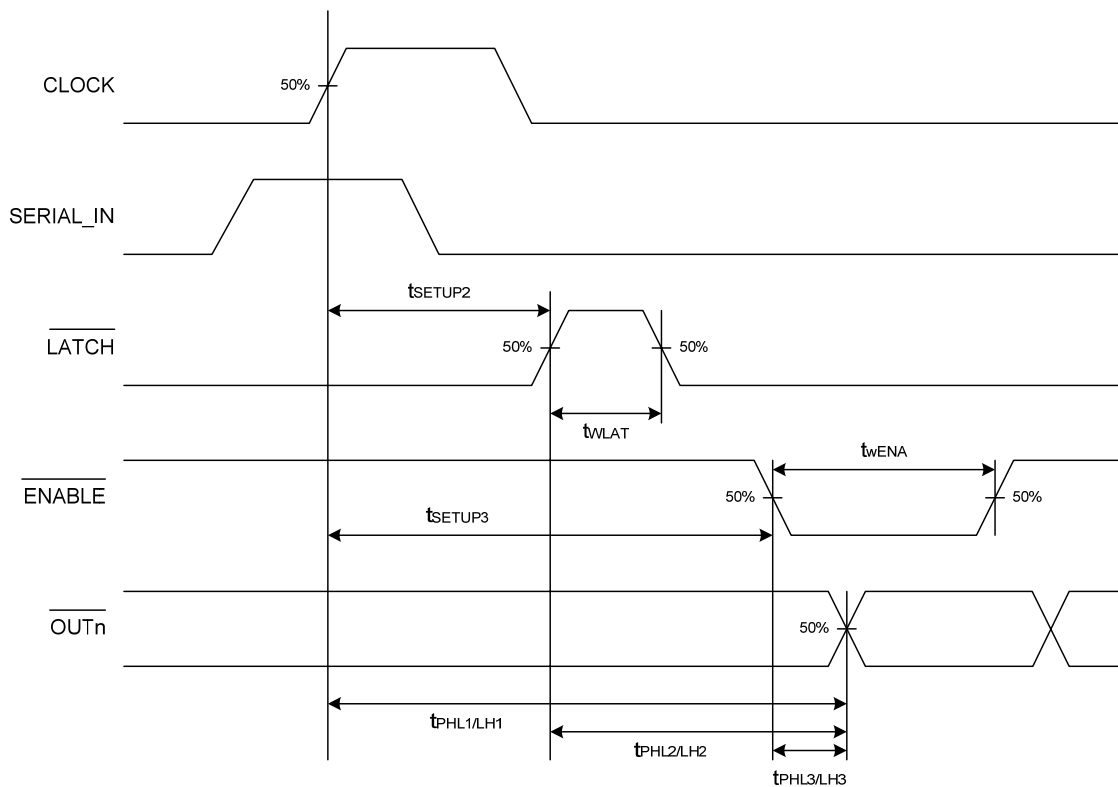 CLOCK
50%
SERIAL_IN
tSETUP2
LATCH
50%
50%
tWLAT
twENA
ENABLE
50%
50%
tSETUP3
OUTn
50%
tPHL1/LH1
tPHL2/LH2
tPHL3/LH3